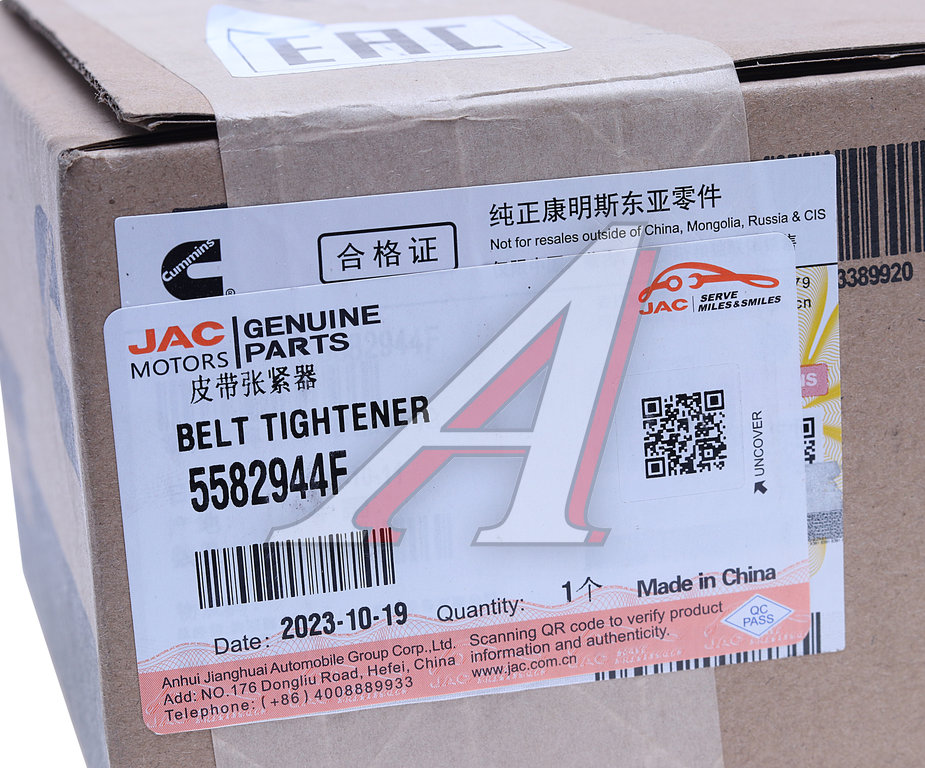 EAC
Cummins
®
合格证
纯正康明斯东亚零件
Not for resales outside of China, Mongolia, Russia & CIS
3389920
79
cn
JAC MOTORS
GENUINE PARTS
JAC
SERVE
MILES & SMILES
皮带张紧器
BELT TIGHTENER
5582944F
UNCOVER
A
Date: 2023-10-19
Quantity: 1个
Made in China
QC
PASS
Anhui Jianghuai Automobile Group Corp.,Ltd.
Add: NO.176 Dongliu Road, Hefei, China
Telephone: (+86) 4008889933
Scanning QR code to verify product
information and authenticity.
www.jac.com.cn